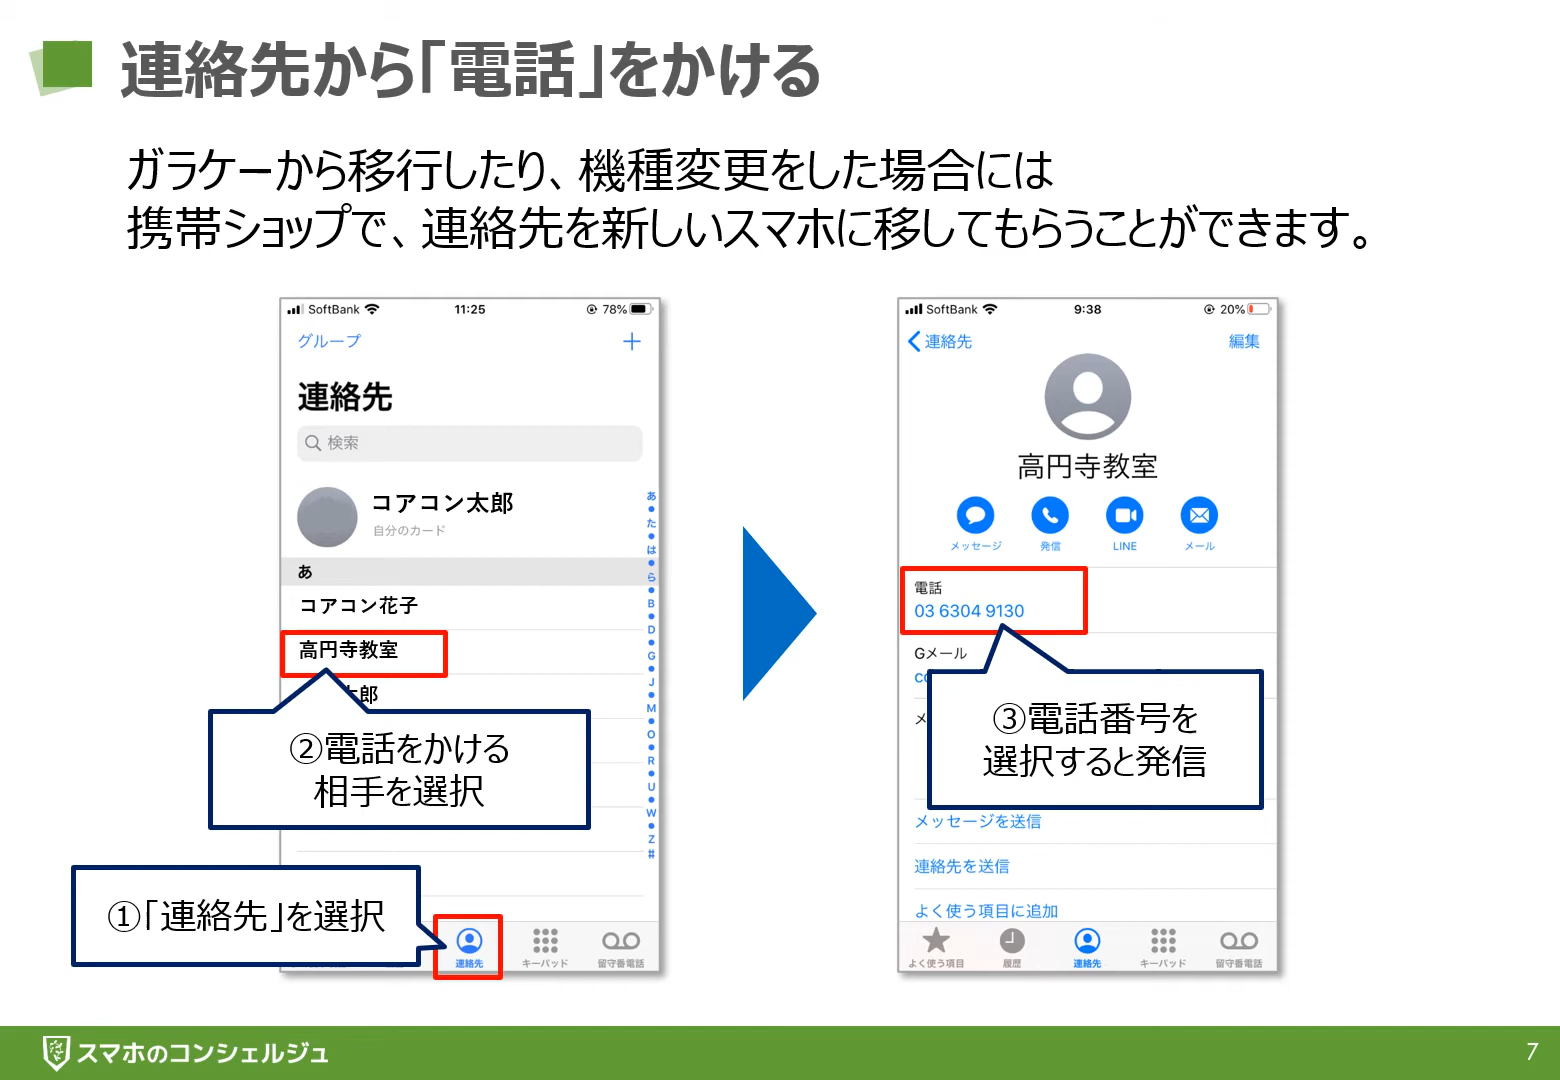 連絡先から「電話」をかける
ガラケーから移行したり、機種変更をした場合には
携帯ショップで、連絡先を新しいスマホに移してもらうことができます。
SoftBank 11:25 78%
グループ
連絡先
検索
コアコン太郎
自分のカード
あ
コアコン花子
高円寺教室
太郎
②電話をかける
相手を選択
①「連絡先」を選択
連絡先 キーパッド 留守番電話
あ
た
は
ら
B
D
G
J
M
O
R
U
W
Z
#
SoftBank 9:38 20%
連絡先 編集
高円寺教室
メッセージ 発信 LINE メール
電話
03 6304 9130
Gメール
co
メ
③電話番号を
選択すると発信
メッセージを送信
連絡先を送信
よく使う項目に追加
よく使う項目 履歴 連絡先 キーパッド 留守番電話
スマホのコンシェルジュ
7